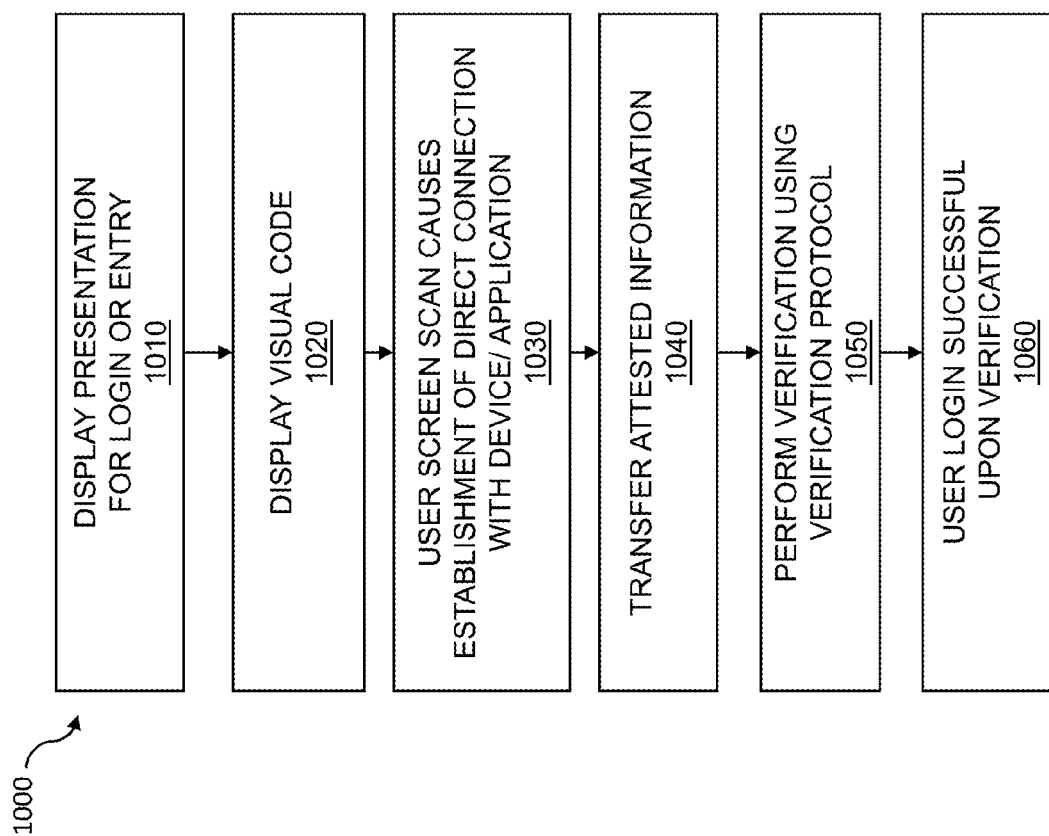 1000
DISPLAY PRESENTATION
FOR LOGIN OR ENTRY
1010
DISPLAY VISUAL CODE
1020
USER SCREEN SCAN CAUSES
ESTABLISHMENT OF DIRECT CONNECTION
WITH DEVICE/ APPLICATION
1030
TRANSFER ATTESTED INFORMATION
1040
PERFORM VERIFICATION USING
VERIFICATION PROTOCOL
1050
USER LOGIN SUCCESSFUL
UPON VERIFICATION
1060